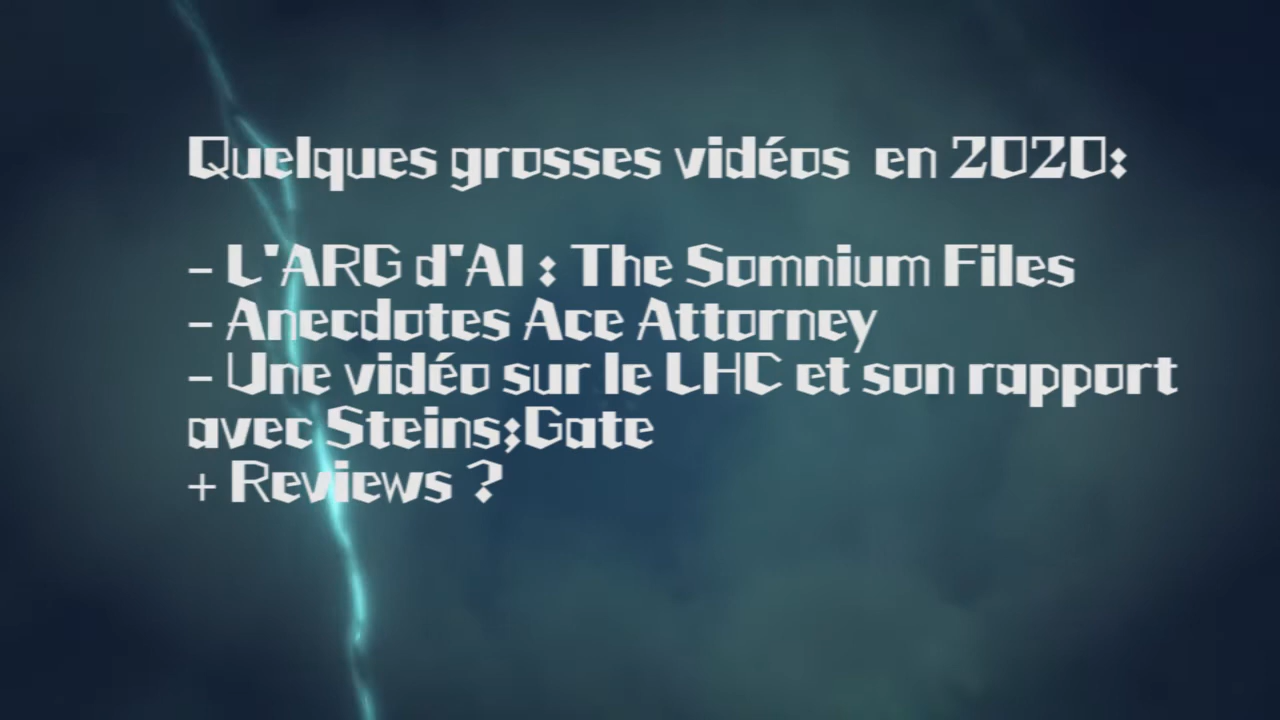 Quelques grosses vidéos en 2020:
- L'ARG d'AI : The Somnium Files
- Anecdotes Ace Attorney
- Une vidéo sur le LHC et son rapport
avec Steins;Gate
+ Reviews ?